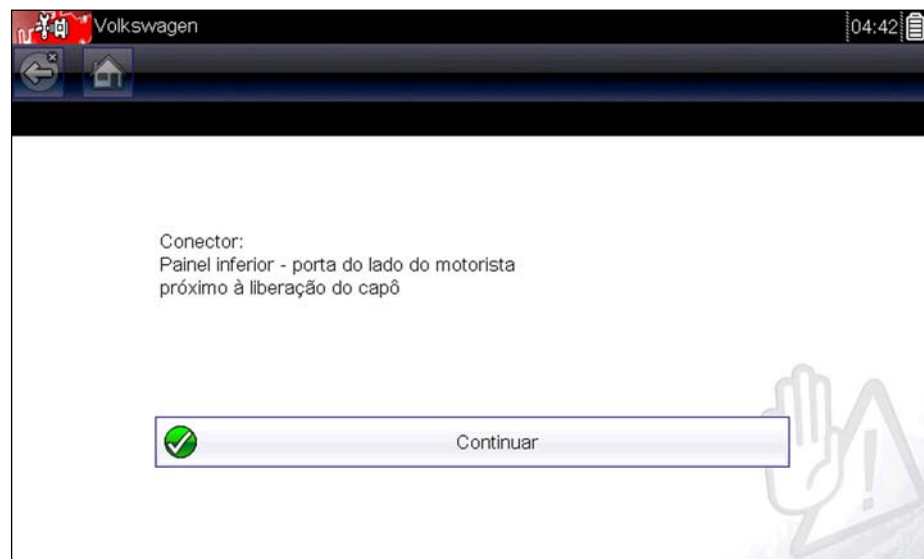 Volkswagen
04:42
Conector:
Painel inferior - porta do lado do motorista
próximo à liberação do capô
Continuar